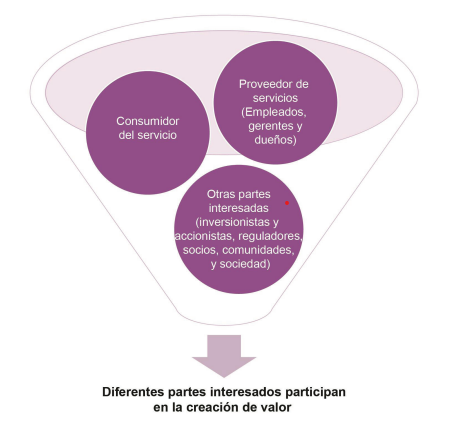 Consumidor
del servicio
Proveedor de
servicios
(Empleados,
gerentes y
dueños)
Otras partes
interesadas
(inversionistas y
accionistas, reguladores,
socios, comunidades,
y sociedad)
Diferentes partes interesados participan
en la creación de valor